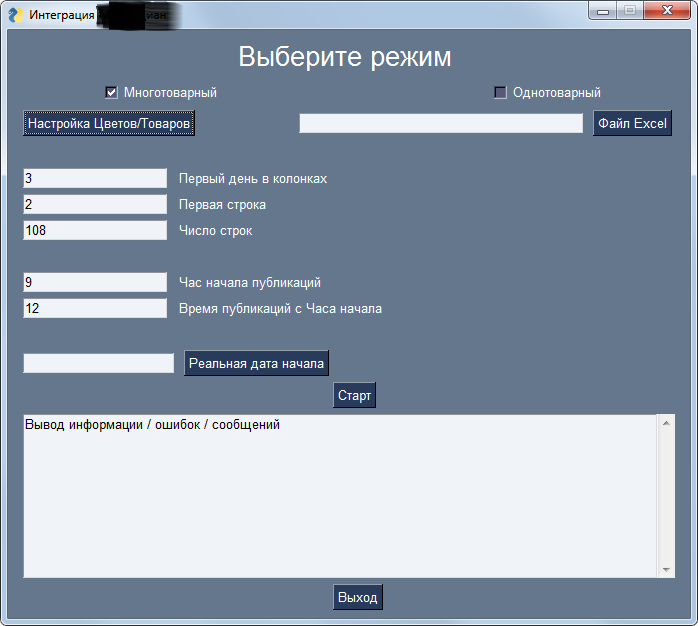 Интеграция
Выберите режим
Многотоварный
Однотоварный
Настройка Цветов/Товаров
Файл Excel
3 Первый день в колонках
2 Первая строка
108 Число строк
9 Час начала публикаций
12 Время публикаций с Часа начала
Реальная дата начала
Старт
Вывод информации / ошибок / сообщений
Выход